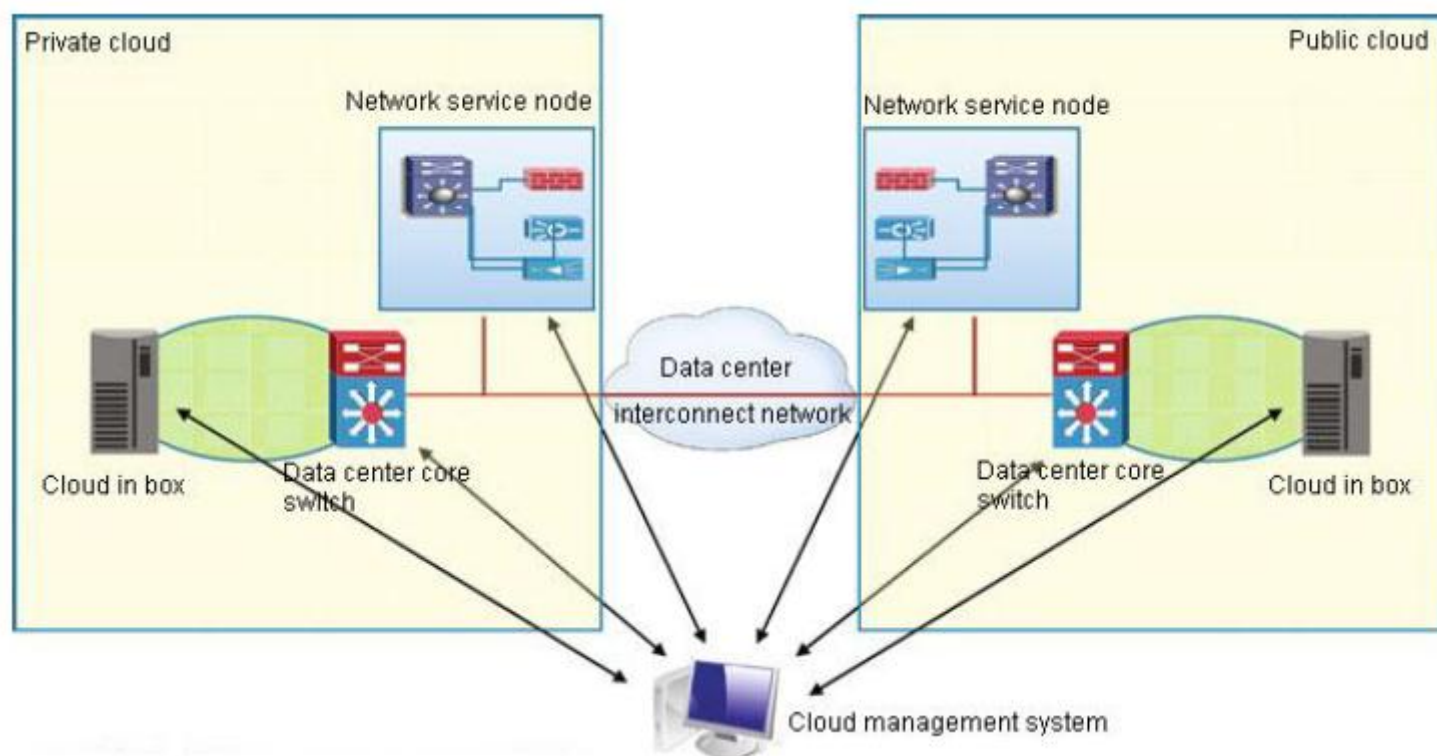 Private cloud
Public cloud
Network service node
Network service node
Data center
interconnect network
Cloud in box
Data center core
switch
Data center core
switch
Cloud in box
Cloud management system